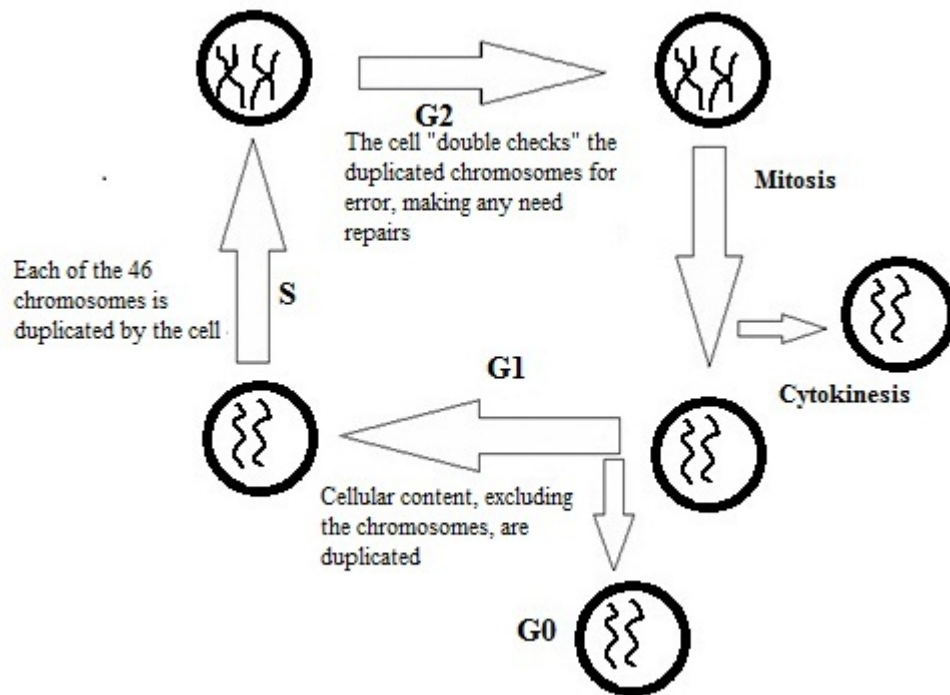 G2
The cell "double checks" the
duplicated chromosomes for
error, making any need
repairs
Mitosis
Each of the 46
chromosomes is
duplicated by the cell
S
G1
Cytokinesis
Cellular content, excluding
the chromosomes, are
duplicated
G0